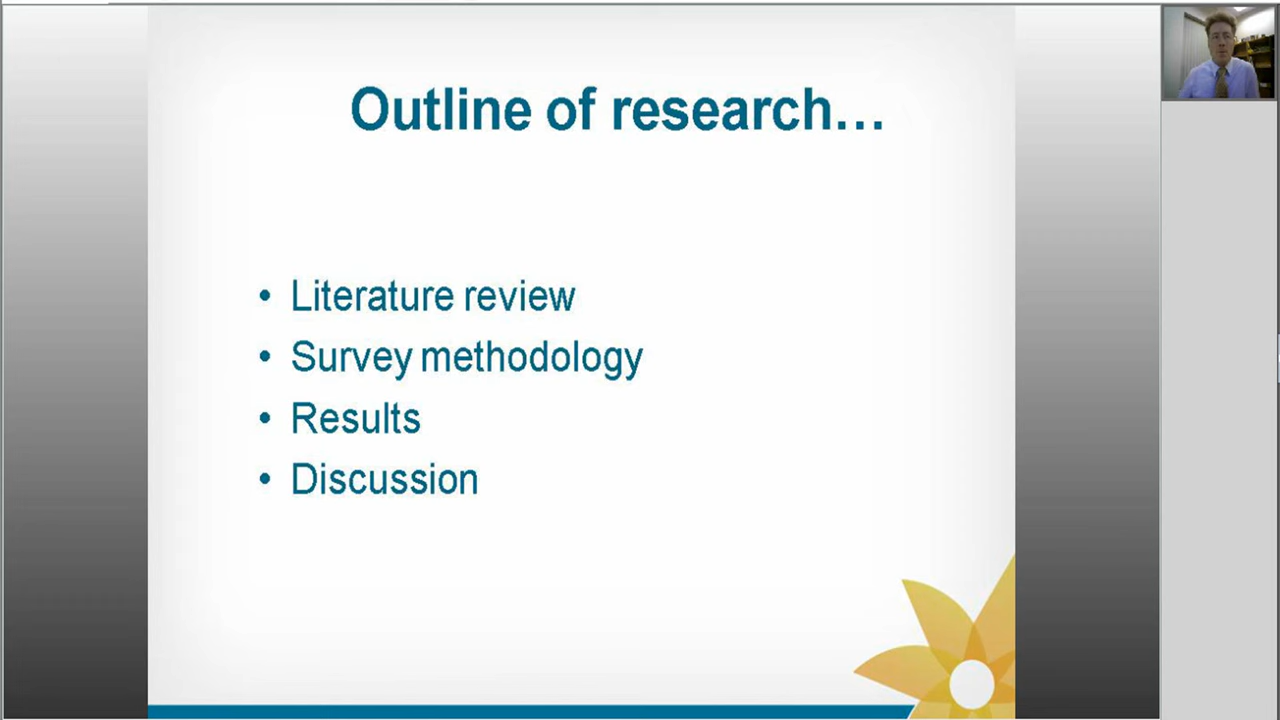 Outline of research…
• Literature review
• Survey methodology
• Results
• Discussion